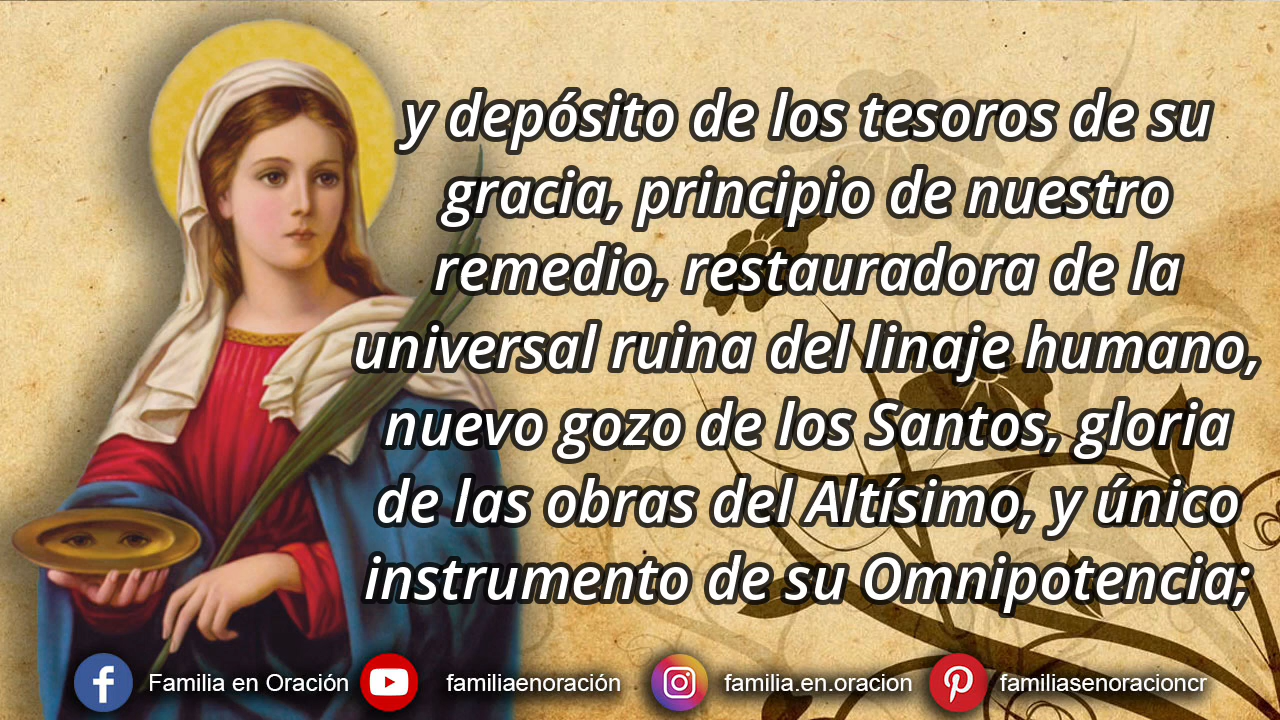 y depósito de los tesoros de su
gracia, principio de nuestro
remedio, restauradora de la
universal ruina del linaje humano,
nuevo gozo de los Santos, gloria
de las obras del Altísimo, y único
instrumento de su Omnipotencia;
Familia en Oración familiaenoración familia.en.oracion familiasenoracioncr